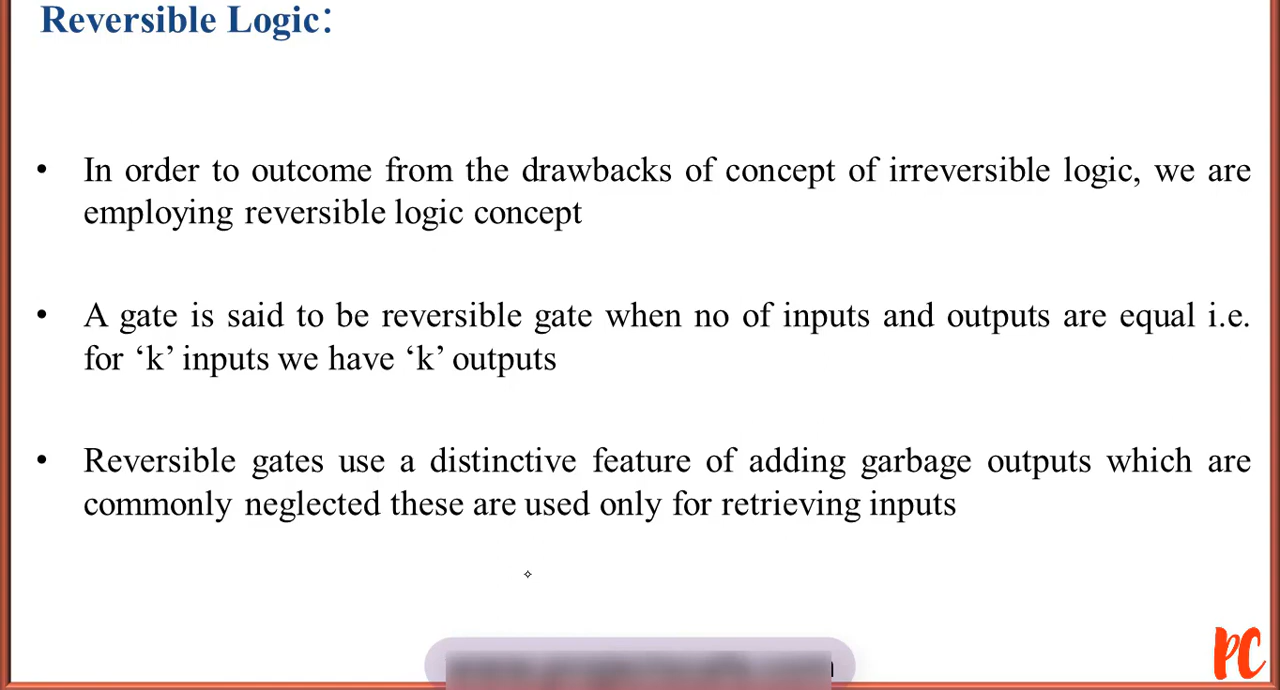 Reversible Logic:
• In order to outcome from the drawbacks of concept of irreversible logic, we are
employing reversible logic concept
• A gate is said to be reversible gate when no of inputs and outputs are equal i.e.
for ‘k’ inputs we have ‘k’ outputs
• Reversible gates use a distinctive feature of adding garbage outputs which are
commonly neglected these are used only for retrieving inputs
PC